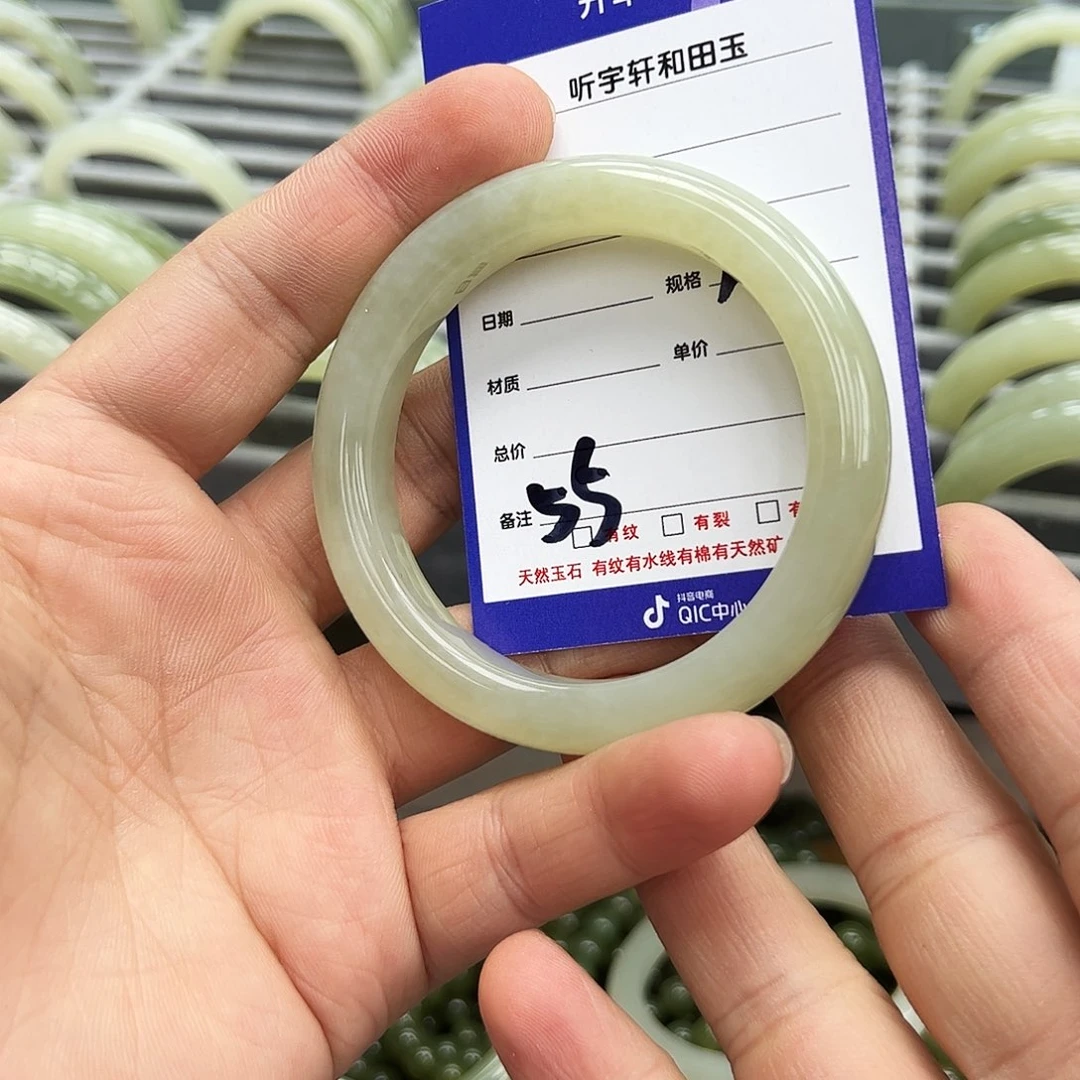 听宇轩和田玉
规格
日期
单价
材质
总价
55
备注
有纹 有裂 有
天然玉石 有纹有水线有棉有天然矿
抖音电商
QIC中心